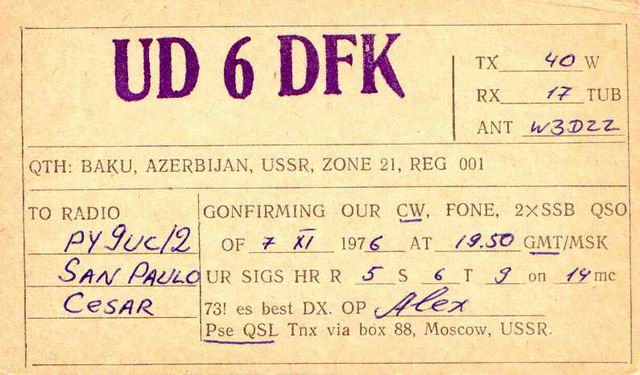 UD 6 DFK
TX 40 W
RX 17 TUB
ANT W3DZZ
QTH: BAKU, AZERBIJAN, USSR, ZONE 21, REG 001
TO RADIO
PY9UC/2
SAN PAULO
CESAR
GONFIRMING OUR CW, FONE, 2×SSB QSO
OF 7 XI 1976 AT 19.50 GMT/MSK
UR SIGS HR R 5 S 6 T 9 on 14 mc
73! es best DX. OP Alex
Pse QSL Tnx via box 88, Moscow, USSR.